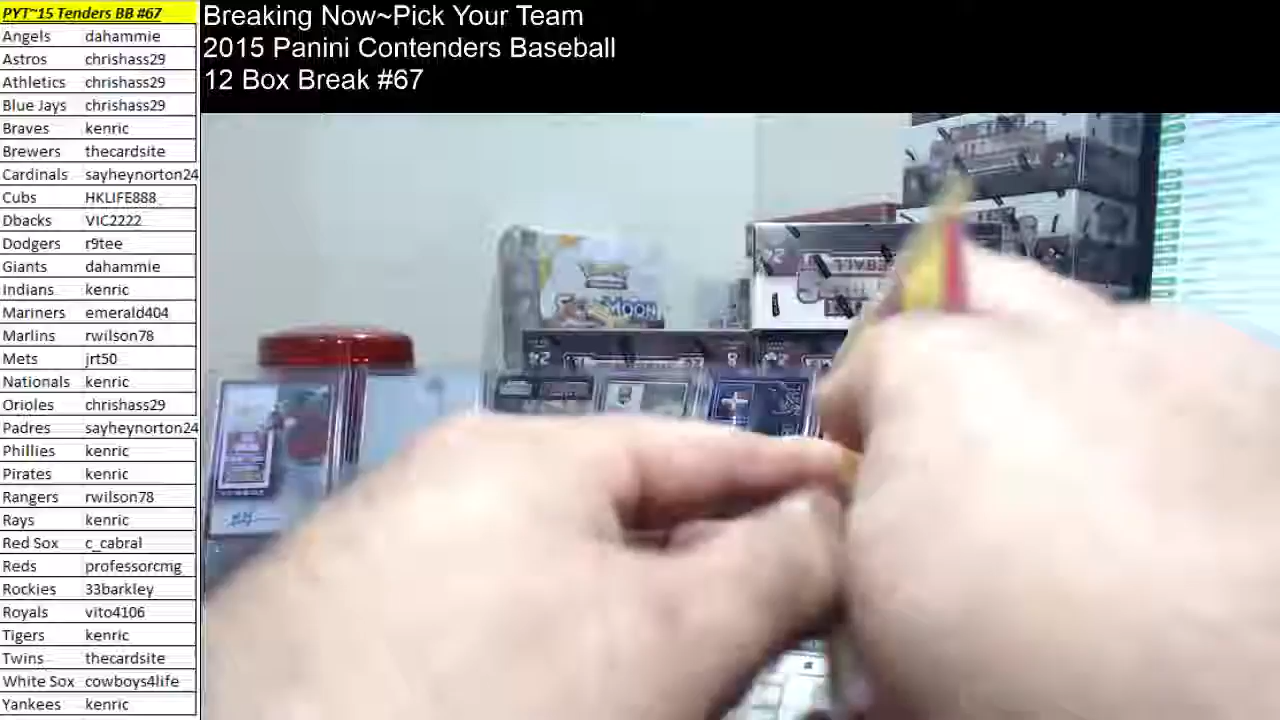 PYT~15 Tenders BB #67
Angels dahammie
Astros chrishass29
Athletics chrishass29
Blue Jays chrishass29
Braves kenric
Brewers thecardsite
Cardinals sayheynorton24
Cubs HKLIFE888
Dbacks VIC2222
Dodgers r9tee
Giants dahammie
Indians kenric
Mariners emerald404
Marlins rwilson78
Mets jrt50
Nationals kenric
Orioles chrishass29
Padres sayheynorton24
Phillies kenric
Pirates kenric
Rangers rwilson78
Rays kenric
Red Sox c_cabral
Reds professorcmg
Rockies 33barkley
Royals vito4106
Tigers kenric
Twins thecardsite
White Sox cowboys4life
Yankees kenric
Breaking Now~Pick Your Team
2015 Panini Contenders Baseball
12 Box Break #67
MOON
24
8
24